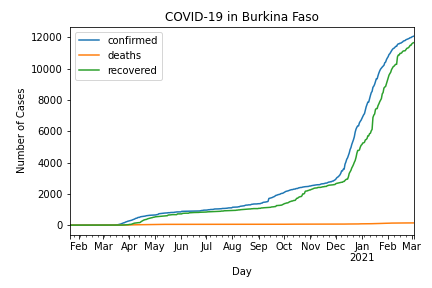 COVID-19 in Burkina Faso
confirmed
deaths
recovered
Number of Cases
12000
10000
8000
6000
4000
2000
0
Feb Mar Apr May Jun Jul Aug Sep Oct Nov Dec Jan Feb Mar
2021
Day